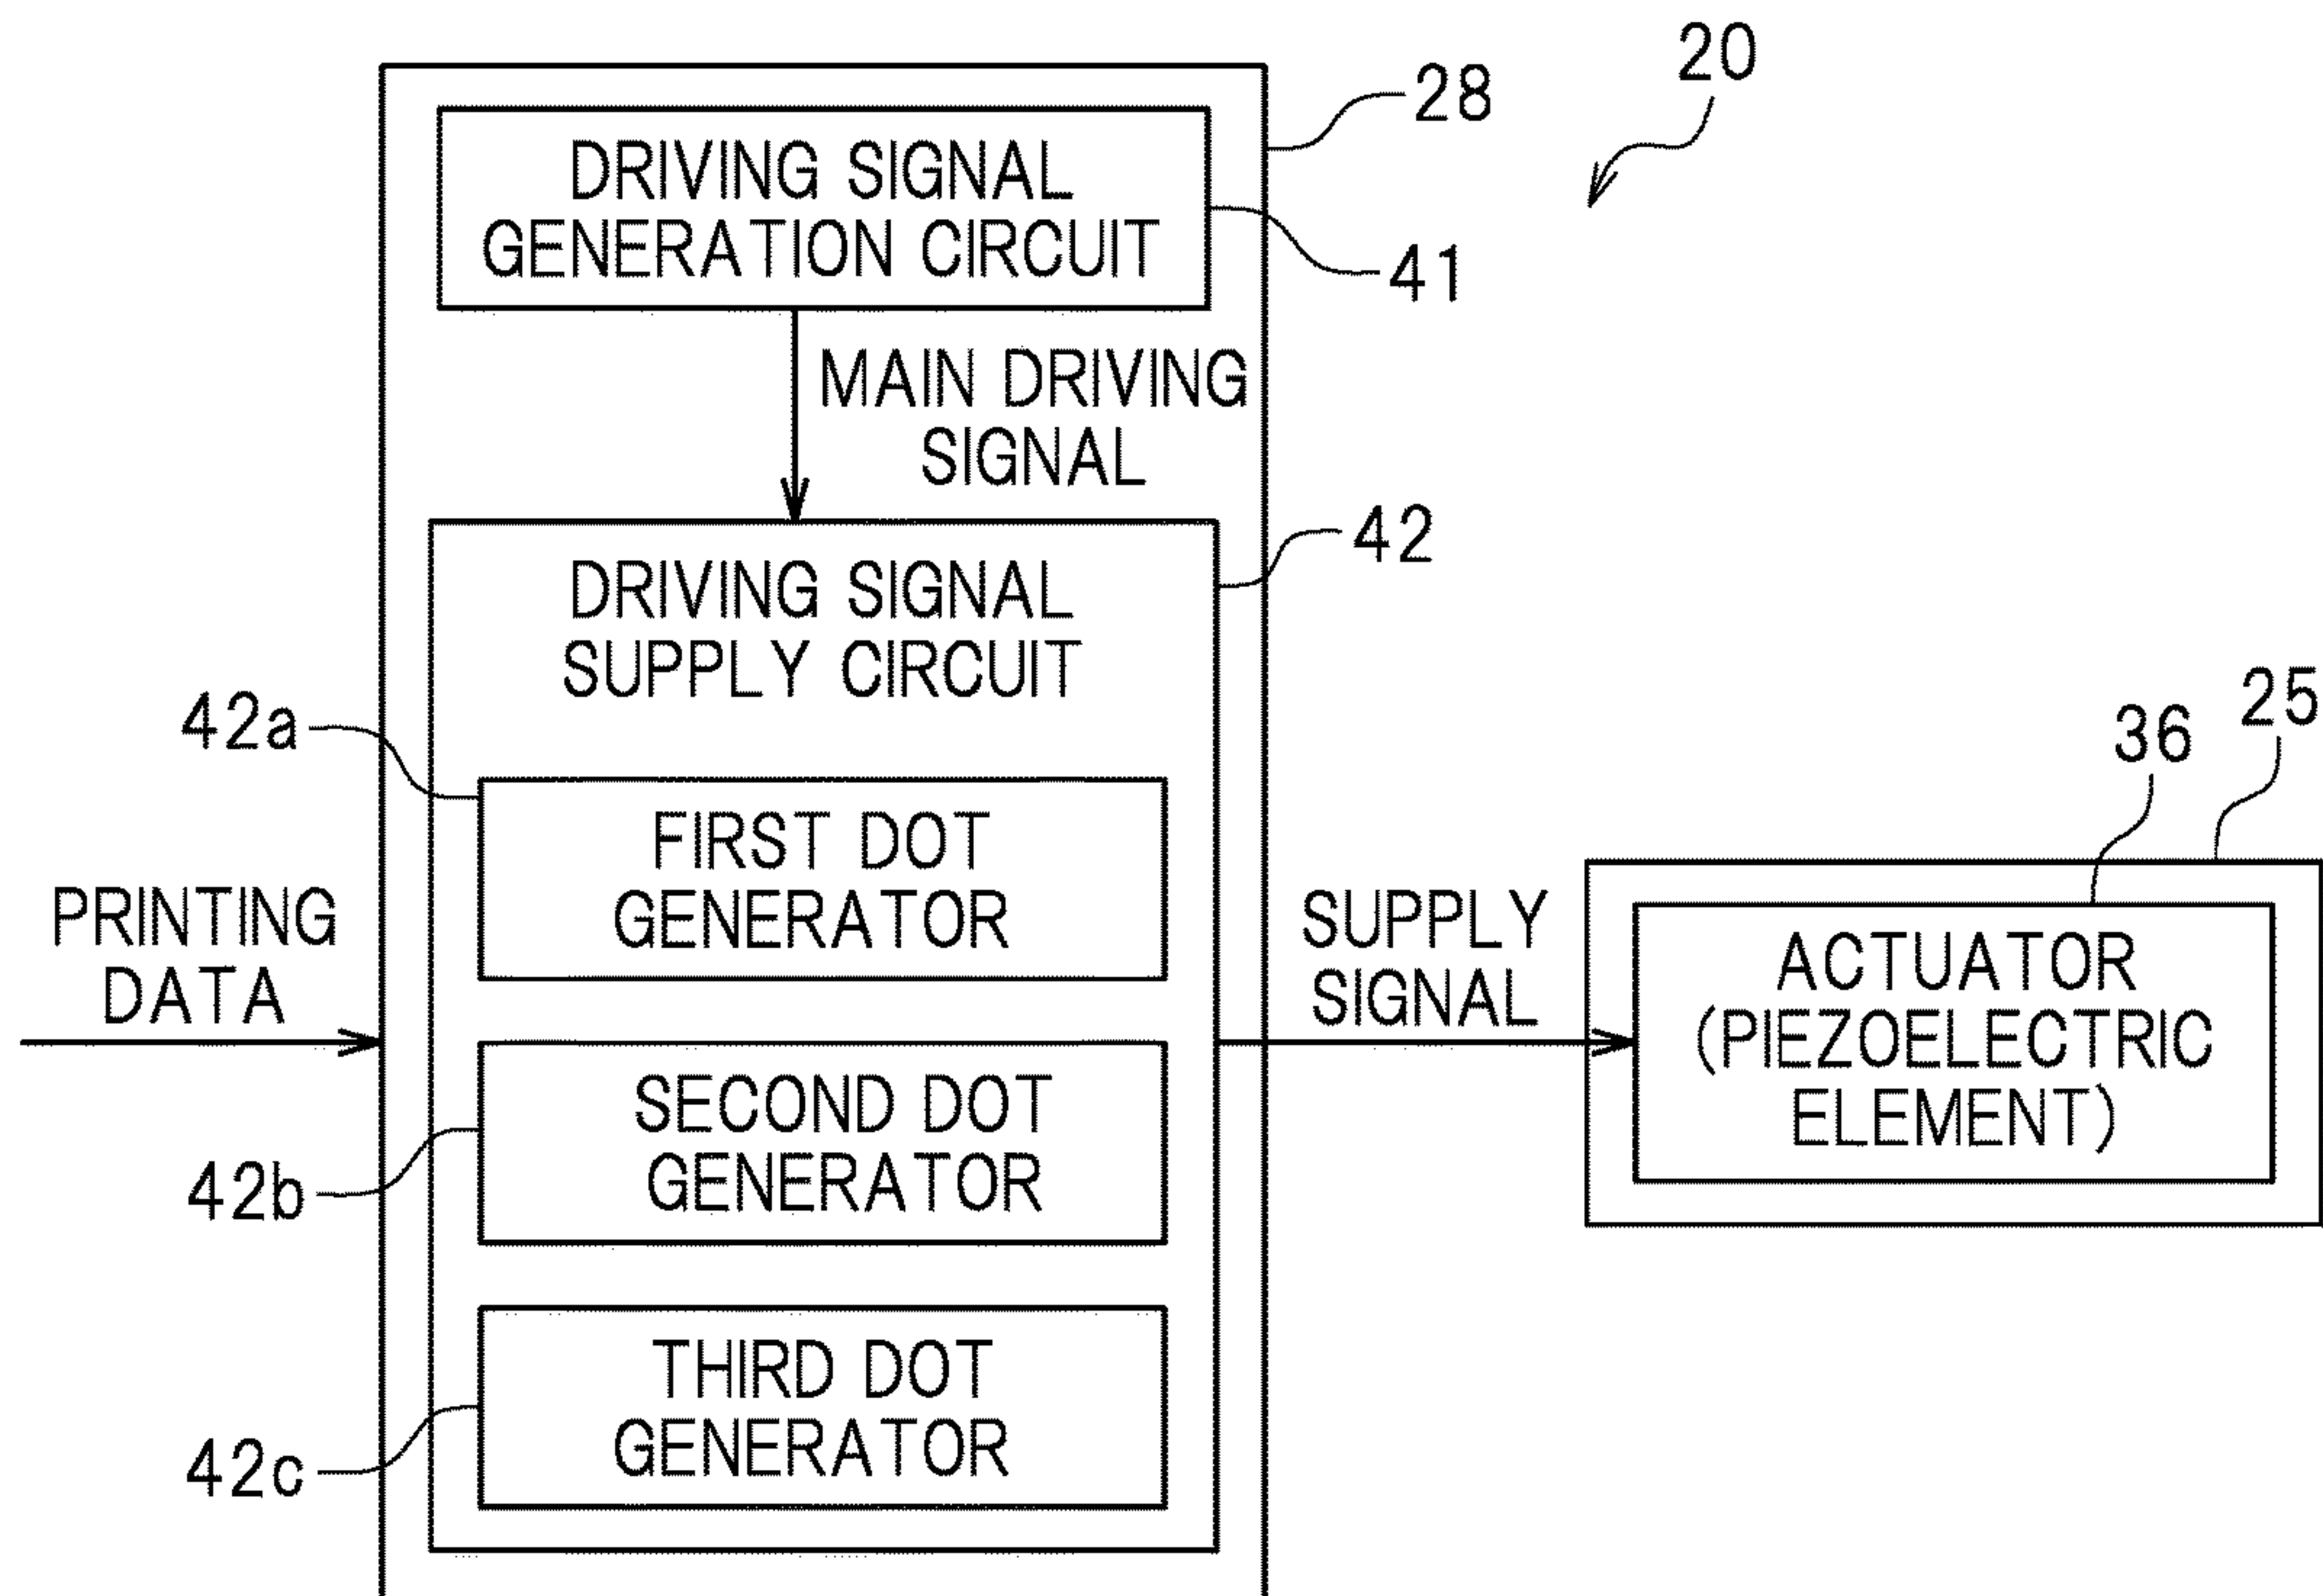 20
28
DRIVING SIGNAL
GENERATION CIRCUIT
41
MAIN DRIVING
SIGNAL
42
DRIVING SIGNAL
SUPPLY CIRCUIT
42a
FIRST DOT
GENERATOR
PRINTING
DATA
SECOND DOT
GENERATOR
42b
THIRD DOT
GENERATOR
42c
SUPPLY
SIGNAL
25
36
ACTUATOR
(PIEZOELECTRIC
ELEMENT)